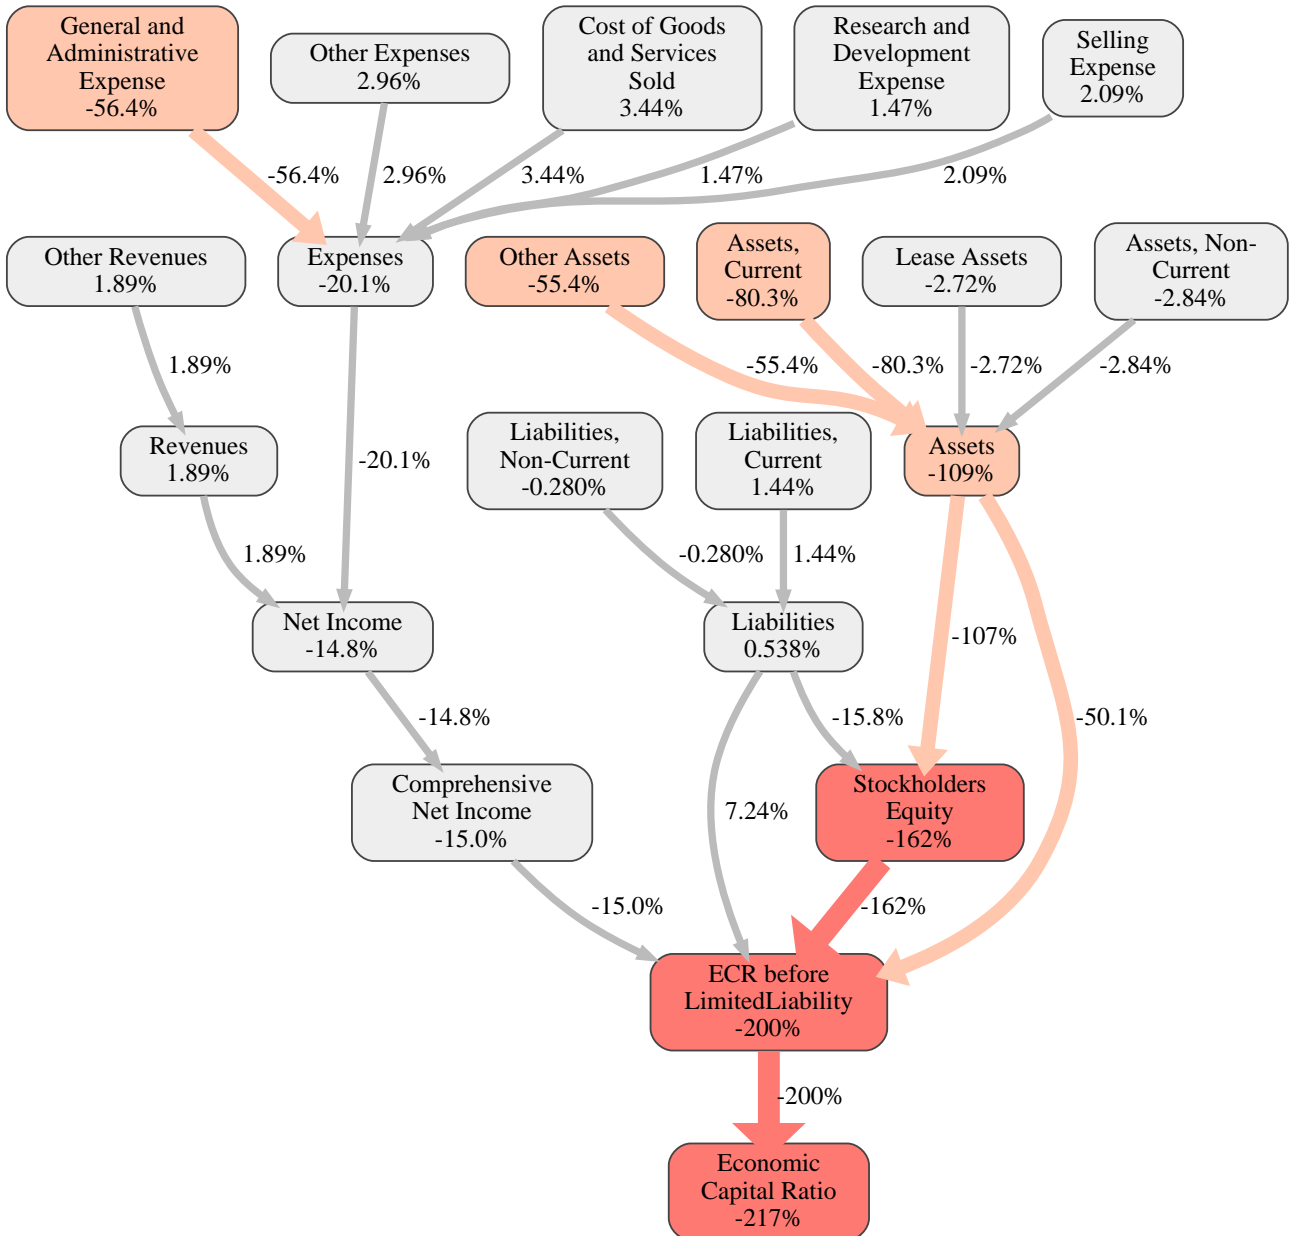 General and
Administrative
Expense
-56.4%
Other Expenses
2.96%
Cost of Goods
and Services
Sold
3.44%
Research and
Development
Expense
1.47%
Selling
Expense
2.09%
-56.4%
2.96%
3.44%
1.47%
2.09%
Other Revenues
1.89%
Expenses
-20.1%
Other Assets
-55.4%
Assets,
Current
-80.3%
Lease Assets
-2.72%
Assets, Non-
Current
-2.84%
1.89%
-55.4%
-80.3%
-2.72%
-2.84%
Revenues
1.89%
-20.1%
Liabilities,
Non-Current
-0.280%
Liabilities,
Current
1.44%
Assets
-109%
1.89%
-0.280%
1.44%
Net Income
-14.8%
Liabilities
0.538%
-107%
-14.8%
-15.8%
-50.1%
Comprehensive
Net Income
-15.0%
7.24%
Stockholders
Equity
-162%
-15.0%
-162%
ECR before
LimitedLiability
-200%
-200%
Economic
Capital Ratio
-217%